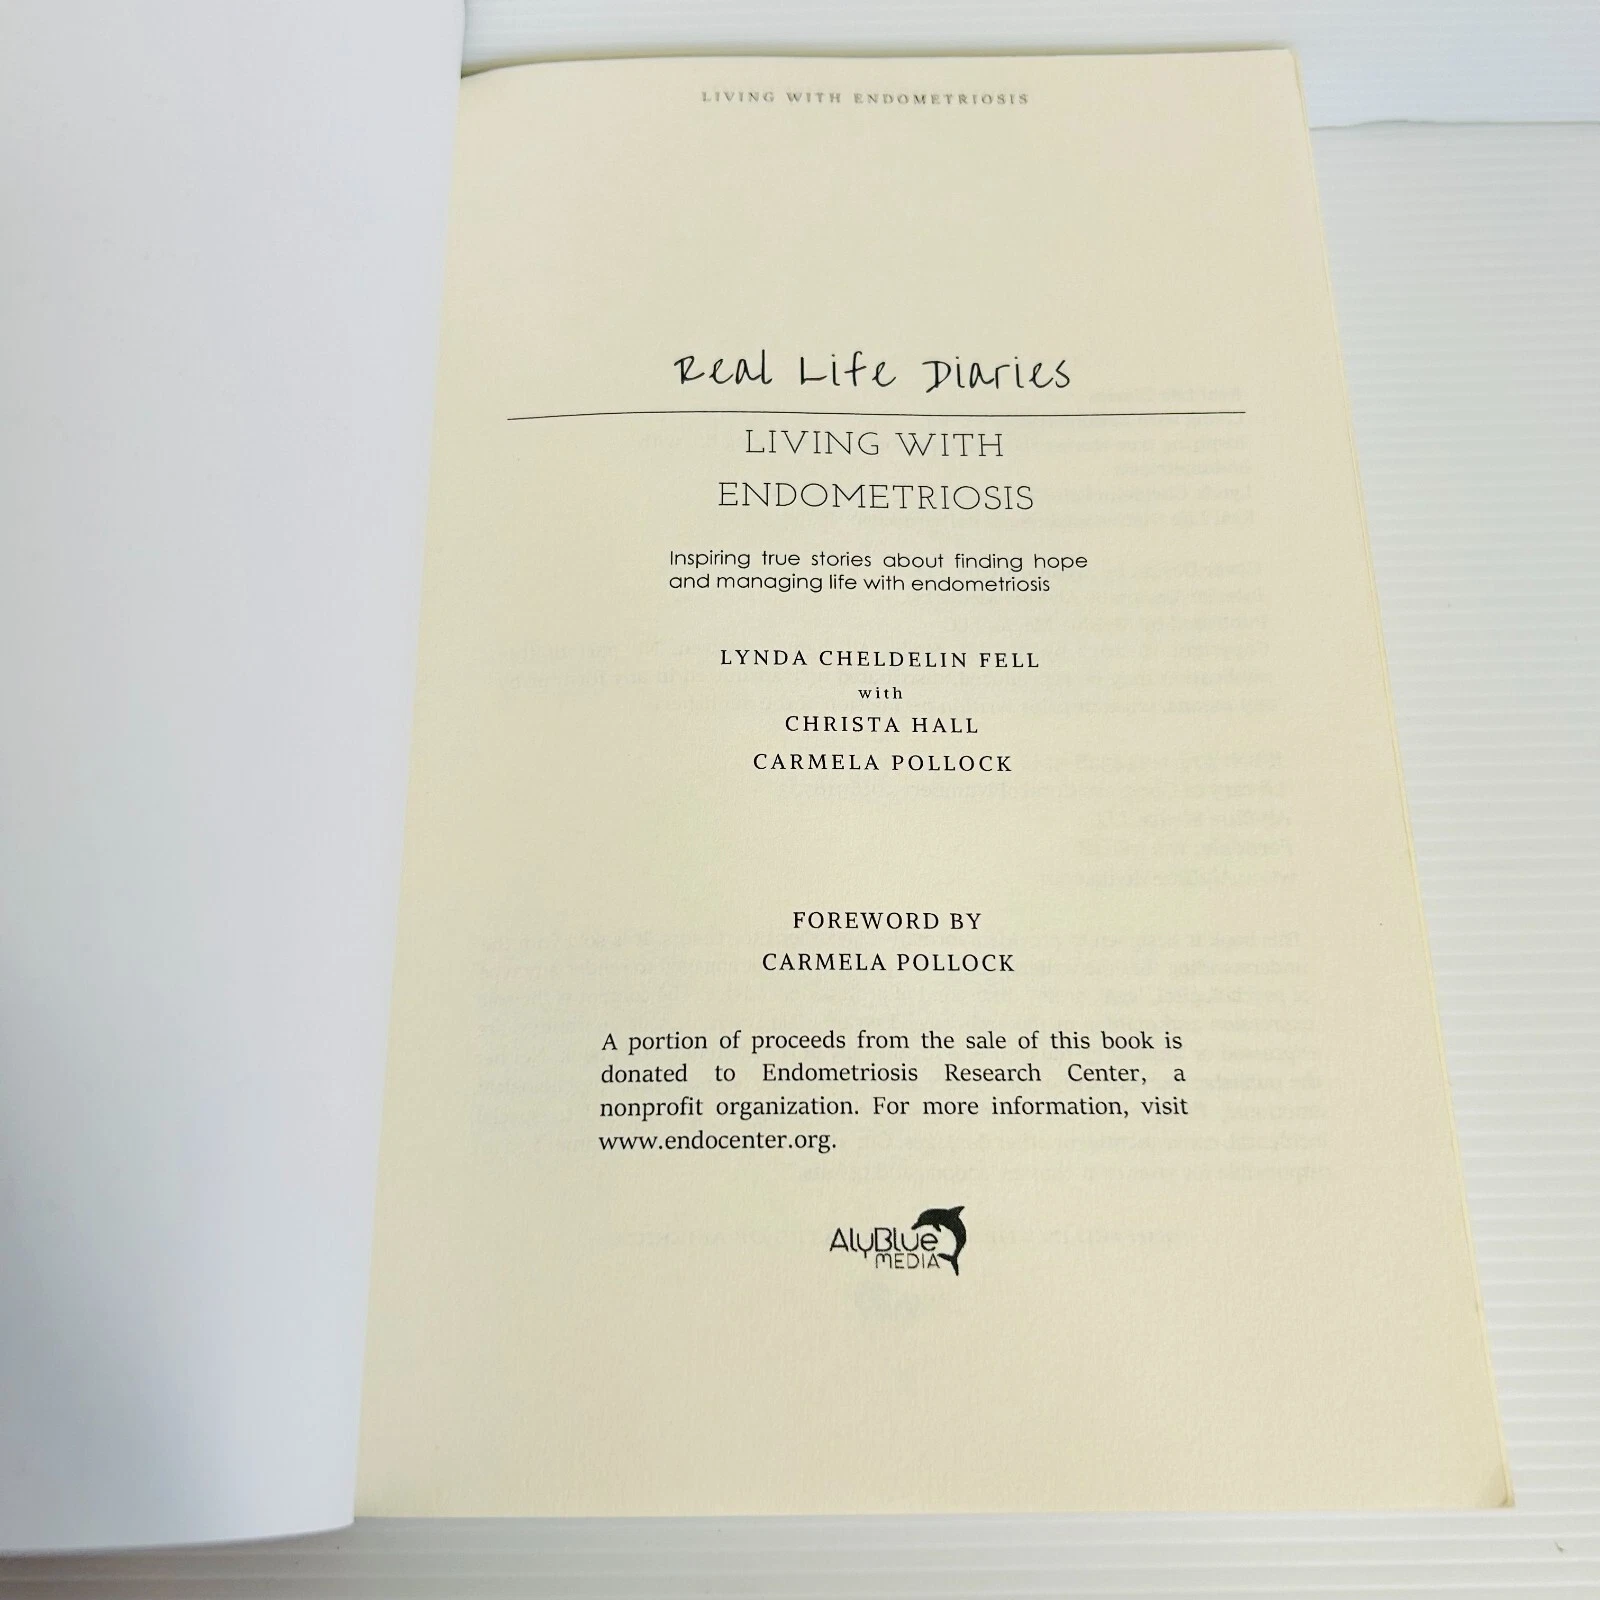 LIVING WITH ENDOMETRIOSIS
Real Life Diaries
LIVING WITH
ENDOMETRIOSIS
Inspiring true stories about finding hope
and managing life with endometriosis
LYNDA CHELDELIN FELL
with
CHRISTA HALL
CARMELA POLLOCK
FOREWORD BY
CARMELA POLLOCK
A portion of proceeds from the sale of this book is
donated to Endometriosis Research Center, a
nonprofit organization. For more information, visit
www.endocenter.org.
AlyBlue
MEDIA